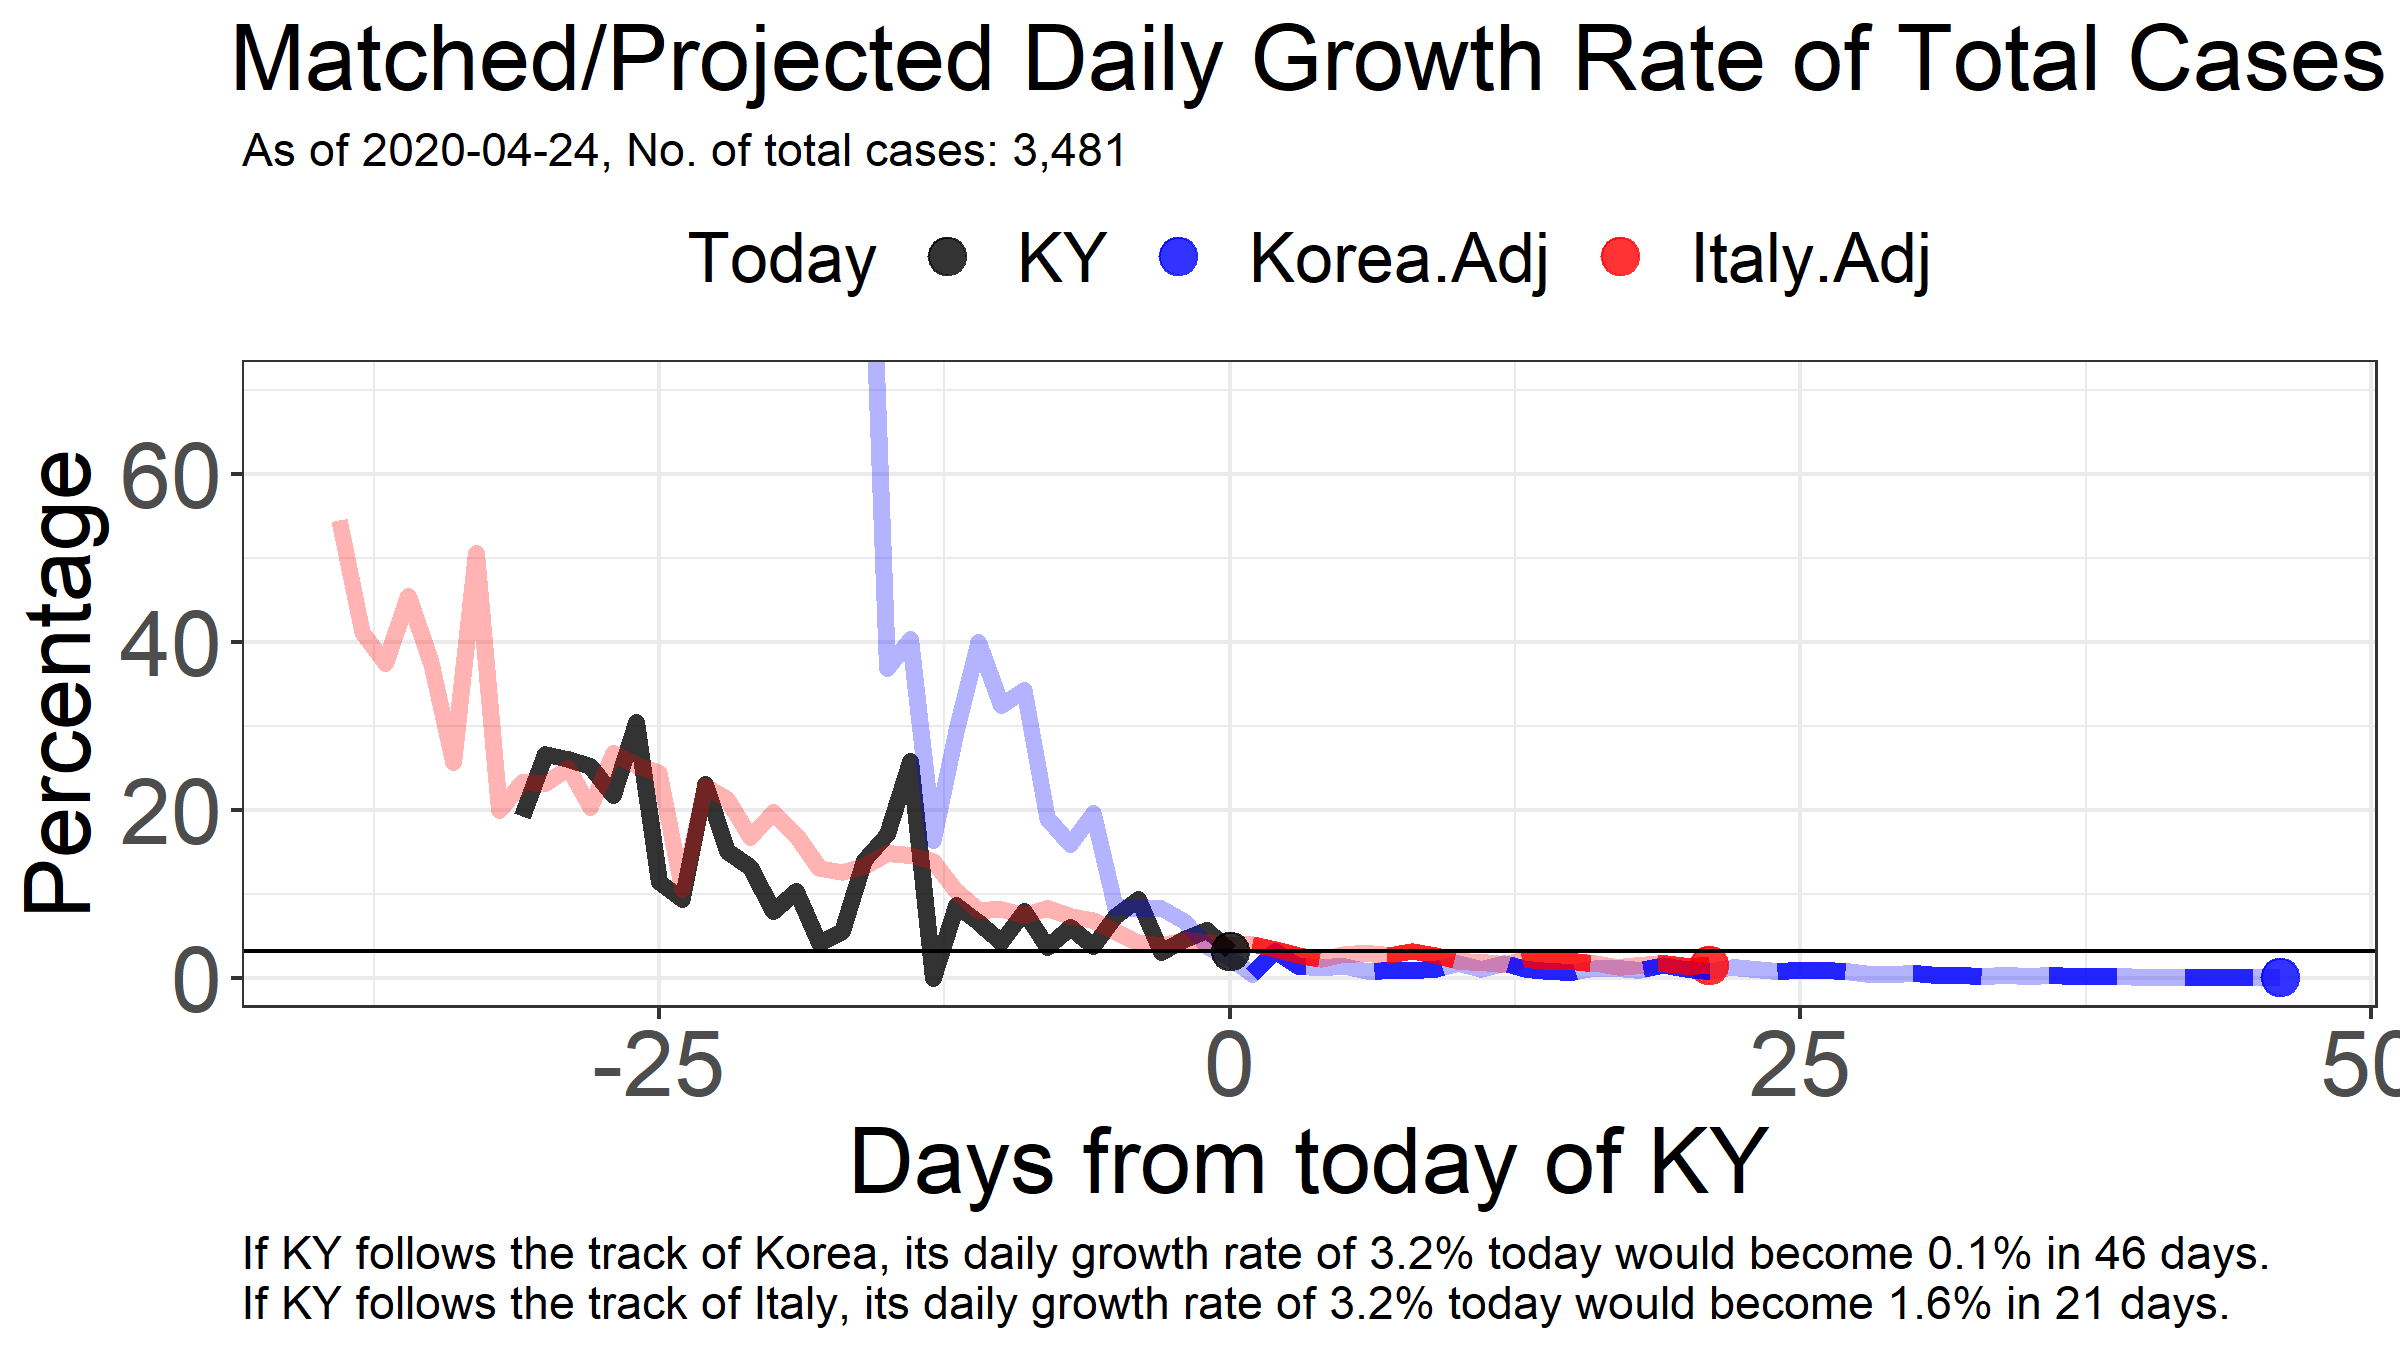 Matched/Projected Daily Growth Rate of Total Cases
As of 2020-04-24, No. of total cases: 3,481
Today KY Korea.Adj Italy.Adj
Percentage
60
40
20
0
-25 0 25 50
Days from today of KY
If KY follows the track of Korea, its daily growth rate of 3.2% today would become 0.1% in 46 days.
If KY follows the track of Italy, its daily growth rate of 3.2% today would become 1.6% in 21 days.